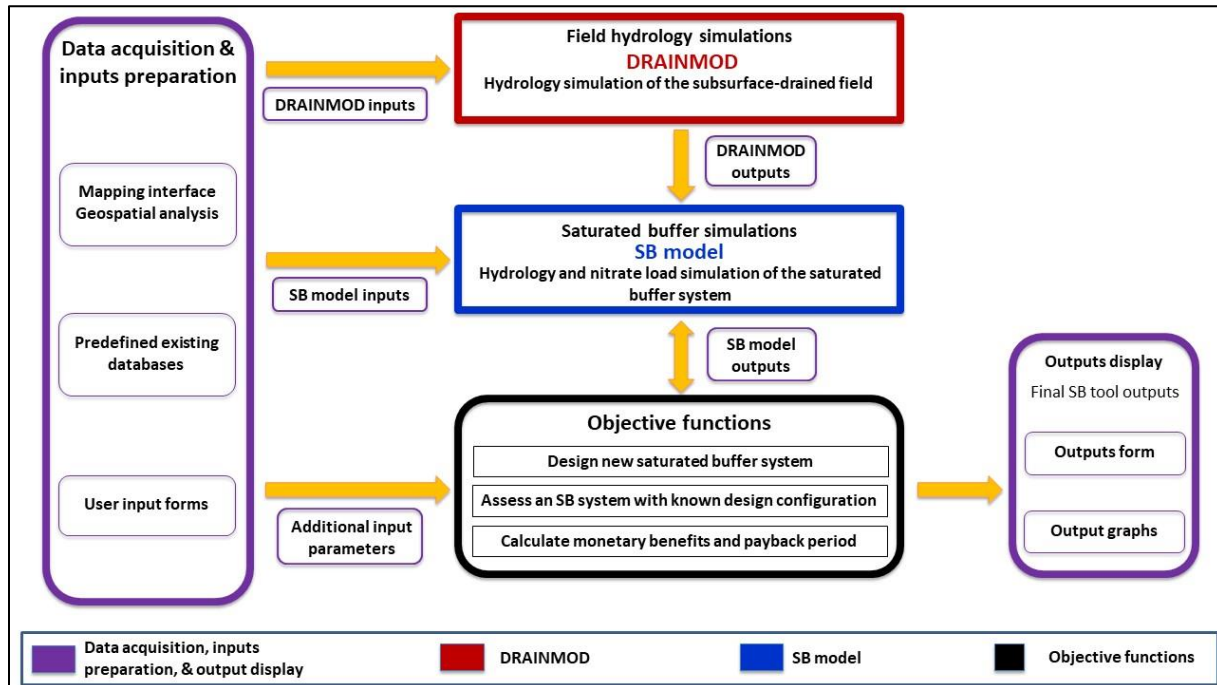 Data acquisition &
inputs preparation
Mapping interface
Geospatial analysis
Predefined existing
databases
User input forms
DRAINMOD inputs
SB model inputs
Additional input
parameters
Field hydrology simulations
DRAINMOD
Hydrology simulation of the subsurface-drained field
DRAINMOD
outputs
Saturated buffer simulations
SB model
Hydrology and nitrate load simulation of the saturated
buffer system
SB model
outputs
Objective functions
Design new saturated buffer system
Assess an SB system with known design configuration
Calculate monetary benefits and payback period
Outputs display
Final SB tool outputs
Outputs form
Output graphs
Data acquisition, inputs
preparation, & output display
DRAINMOD
SB model
Objective functions